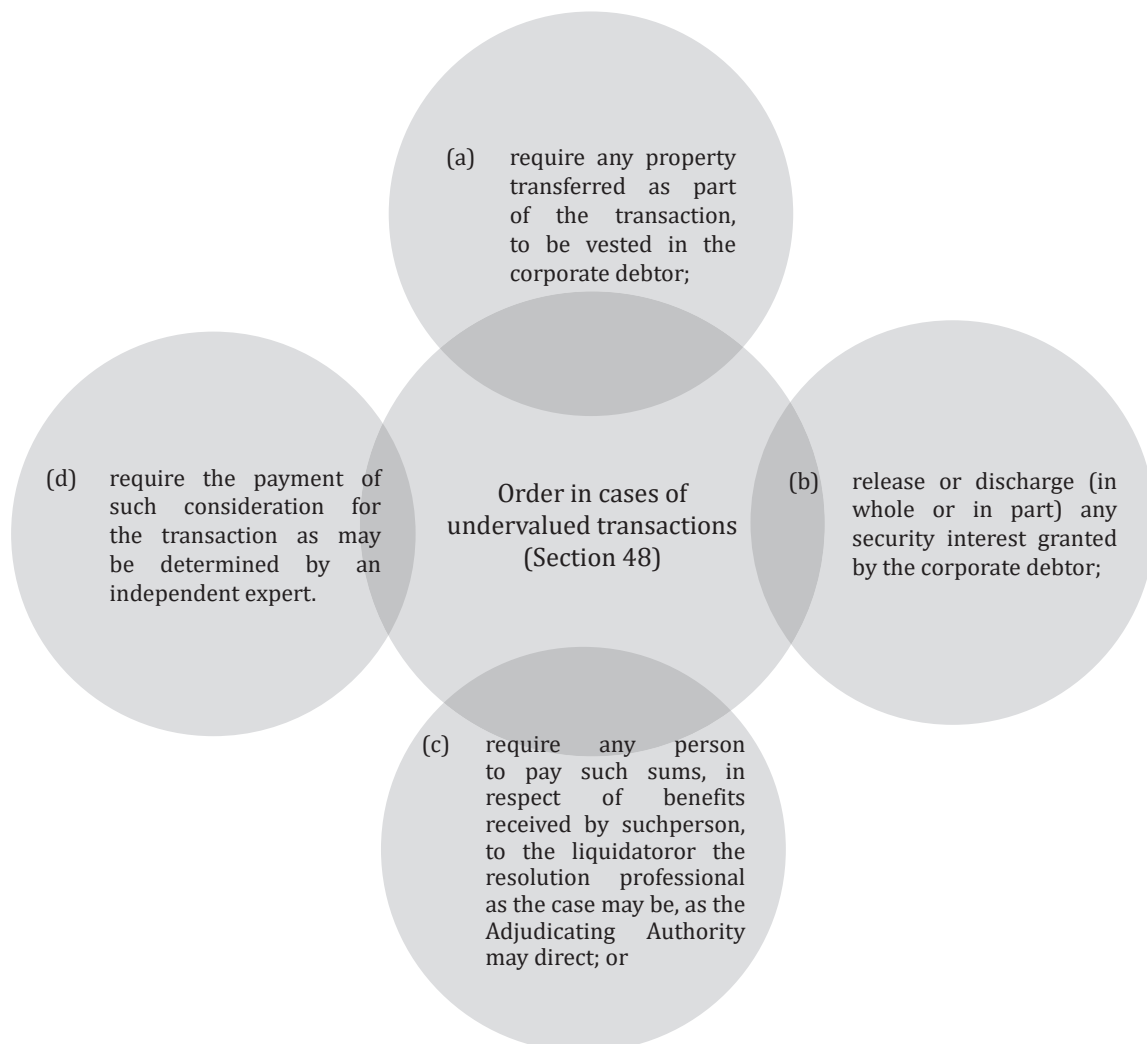 (a) require any property
transferred as part
of the transaction,
to be vested in the
corporate debtor;
Order in cases of
undervalued transactions
(Section 48)
(b) release or discharge (in
whole or in part) any
security interest granted
by the corporate debtor;
(c) require any person
to pay such sums, in
respect of benefits
received by suchperson,
to the liquidatoror the
resolution professional
as the case may be, as the
Adjudicating Authority
may direct; or
(d) require the payment of
such consideration for
the transaction as may
be determined by an
independent expert.